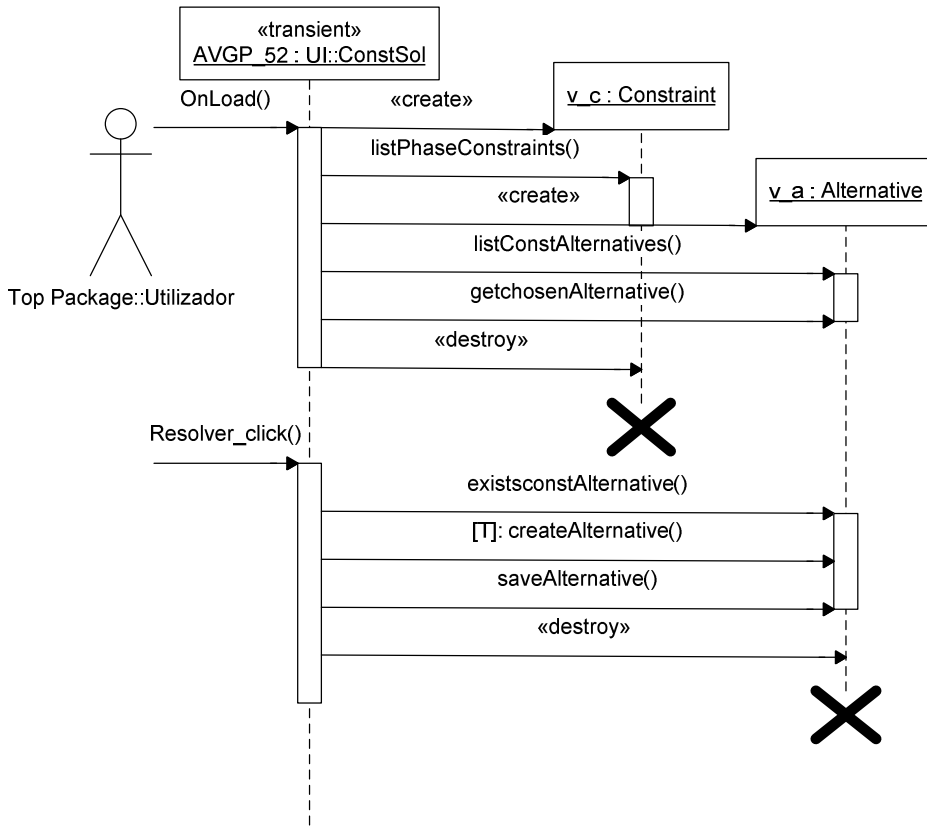 «transient»
AVGP_52 : UI::ConstSol
OnLoad()
«create»
v_c : Constraint
listPhaseConstraints()
«create»
v_a : Alternative
listConstAlternatives()
getchosenAlternative()
Top Package::Utilizador
«destroy»
Resolver_click()
existsconstAlternative()
[T]: createAlternative()
saveAlternative()
«destroy»